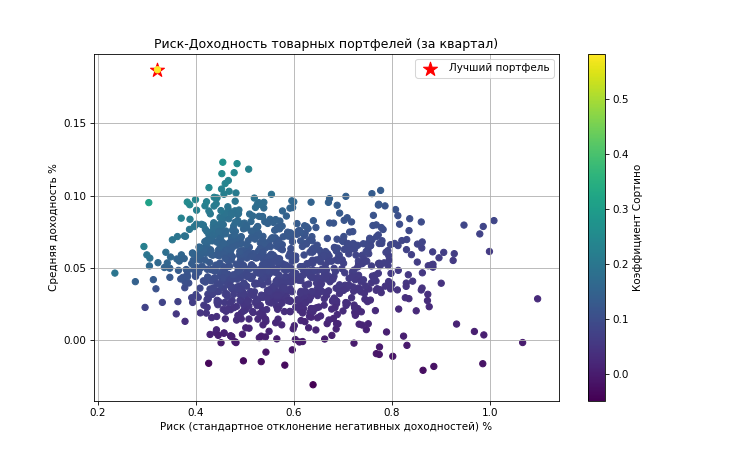 Риск-Доходность товарных портфелей (за квартал)
Лучший портфель
Средняя доходность %
0.15
0.10
0.05
0.00
0.2 0.4 0.6 0.8 1.0
Риск (стандартное отклонение негативных доходностей) %
0.5
0.4
0.3
0.2
0.1
0.0
Коэффициент Сортино